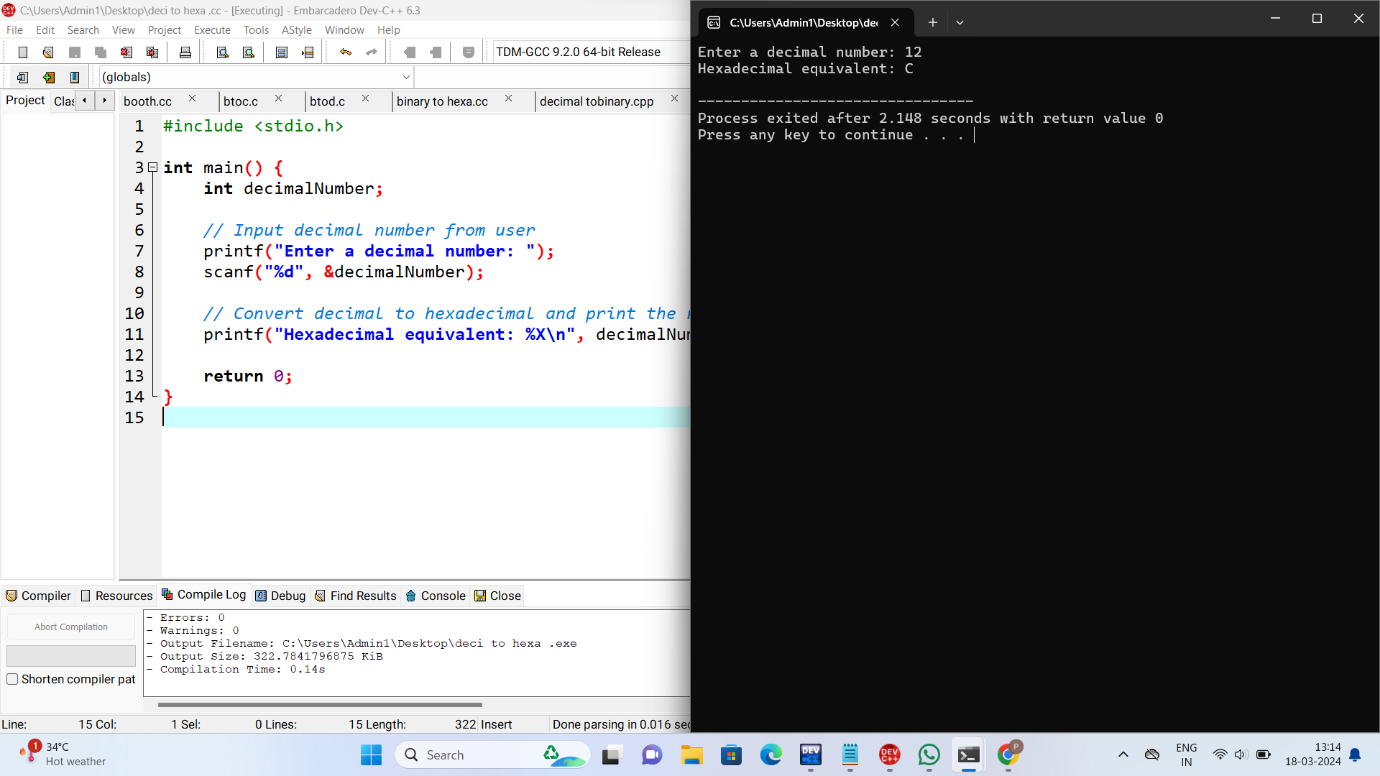 C:\Users\Admin1\Desktop\deci to hexa .cc - [Executing] - Embarcadero Dev-C++ 6.3
File Edit Search View Project Execute Tools AStyle Window Help
TDM-GCC 9.2.0 64-bit Release
(globals)
Project Clas
booth.cc btoc.c btod.c binary to hexa.cc decimal tobinary.cpp
1 #include <stdio.h>
2
3 int main() {
4 int decimalNumber;
5
6 // Input decimal number from user
7 printf("Enter a decimal number: ");
8 scanf("%d", &decimalNumber);
9
10 // Convert decimal to hexadecimal and print the
11 printf("Hexadecimal equivalent: %X\n", decimalNu
12
13 return 0;
14 }
15
Compiler Resources Compile Log Debug Find Results Console Close
Abort Compilation
Shorten compiler pat
- Errors: 0
- Warnings: 0
- Output Filename: C:\Users\Admin1\Desktop\deci to hexa .exe
- Output Size: 322.7841796875 KiB
- Compilation Time: 0.14s
Line: 15 Col: 1 Sel: 0 Lines: 15 Length: 322 Insert Done parsing in 0.016 sec
C:\Users\Admin1\Desktop\dec
Enter a decimal number: 12
Hexadecimal equivalent: C
--------------------------------
Process exited after 2.148 seconds with return value 0
Press any key to continue . . .
1
34°C
Hot weather
Search
DEV
DEV
C++
P
ENG
IN
13:14
18-03-2024